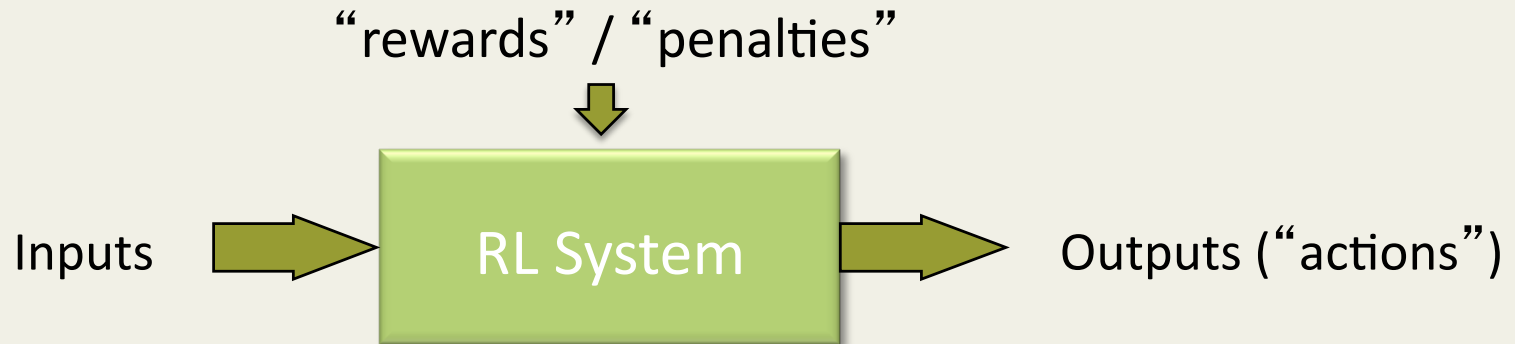 “rewards” / “penalties”
Inputs
RL System
Outputs (“actions”)